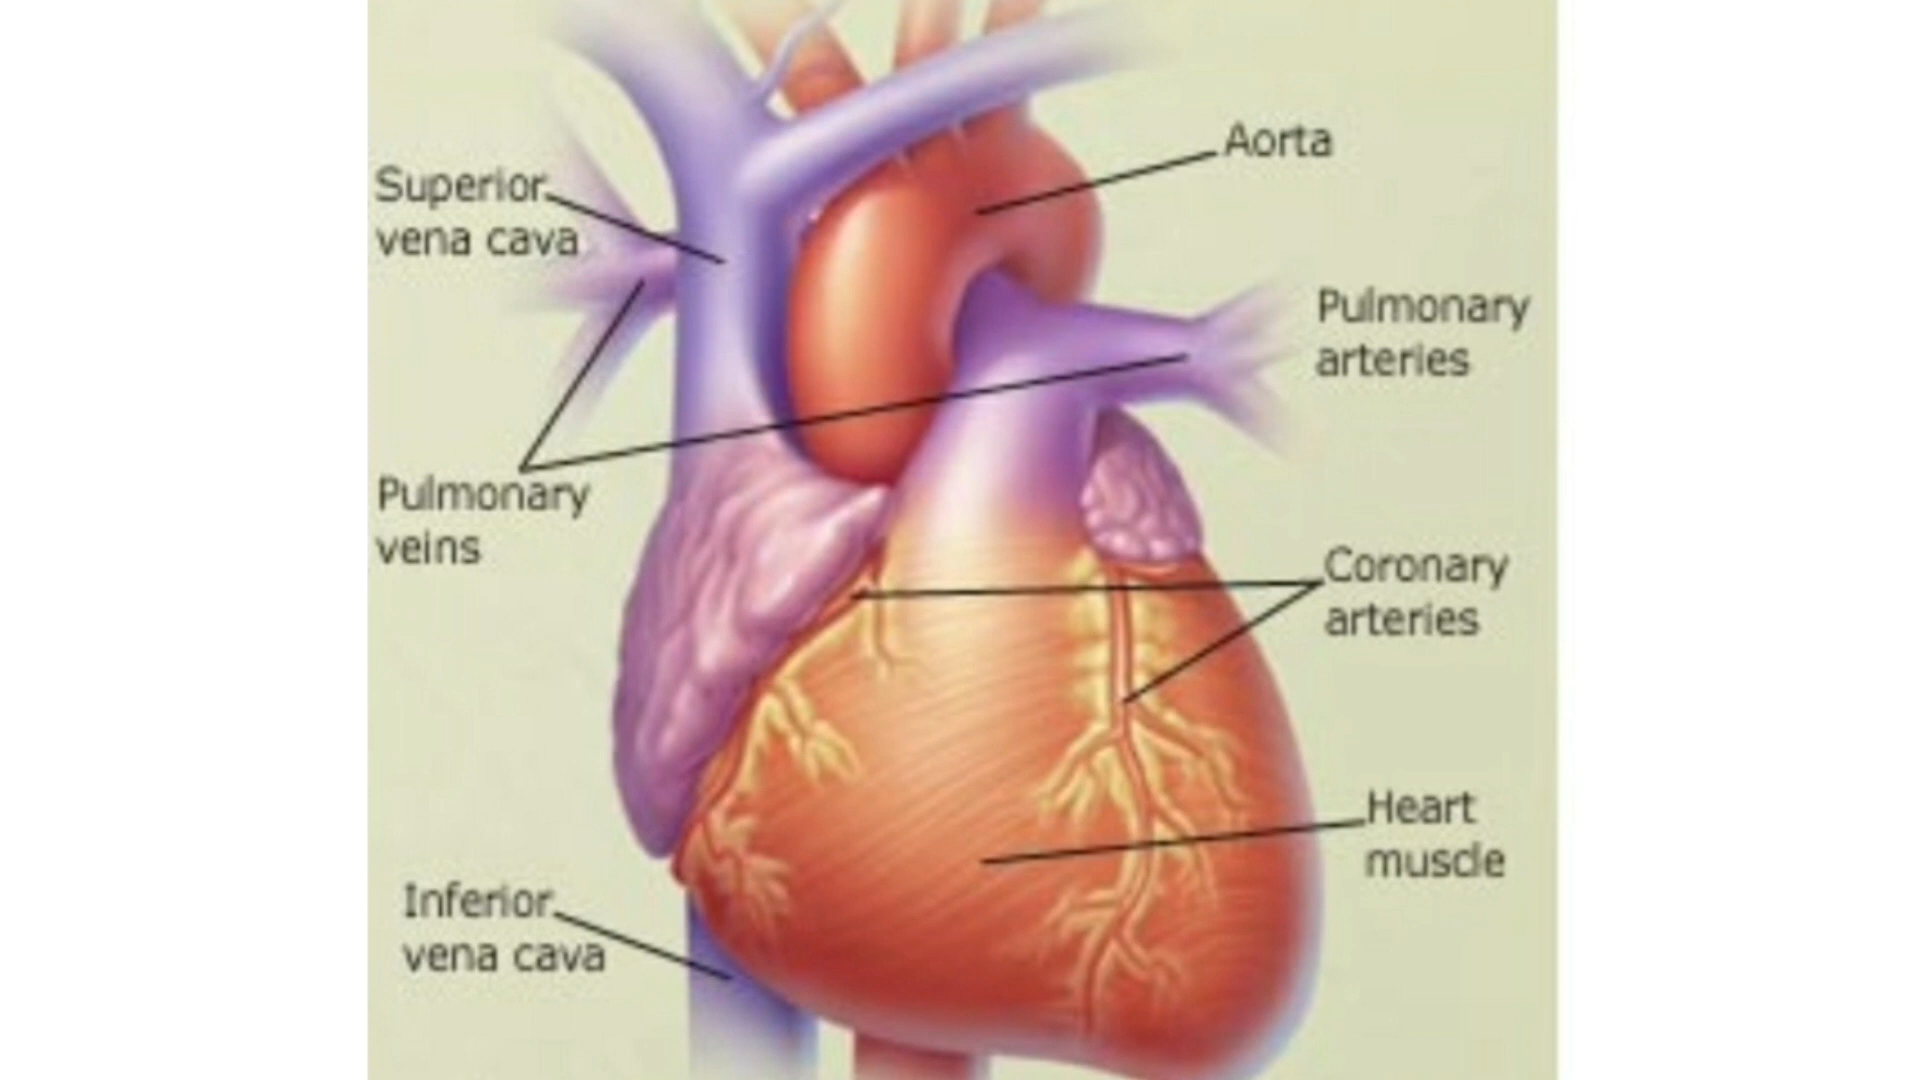 Aorta
Superior
vena cava
Pulmonary
arteries
Pulmonary
veins
Coronary
arteries
Heart
muscle
Inferior
vena cava